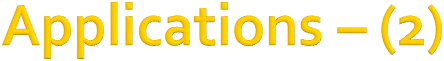 Applications – (2)